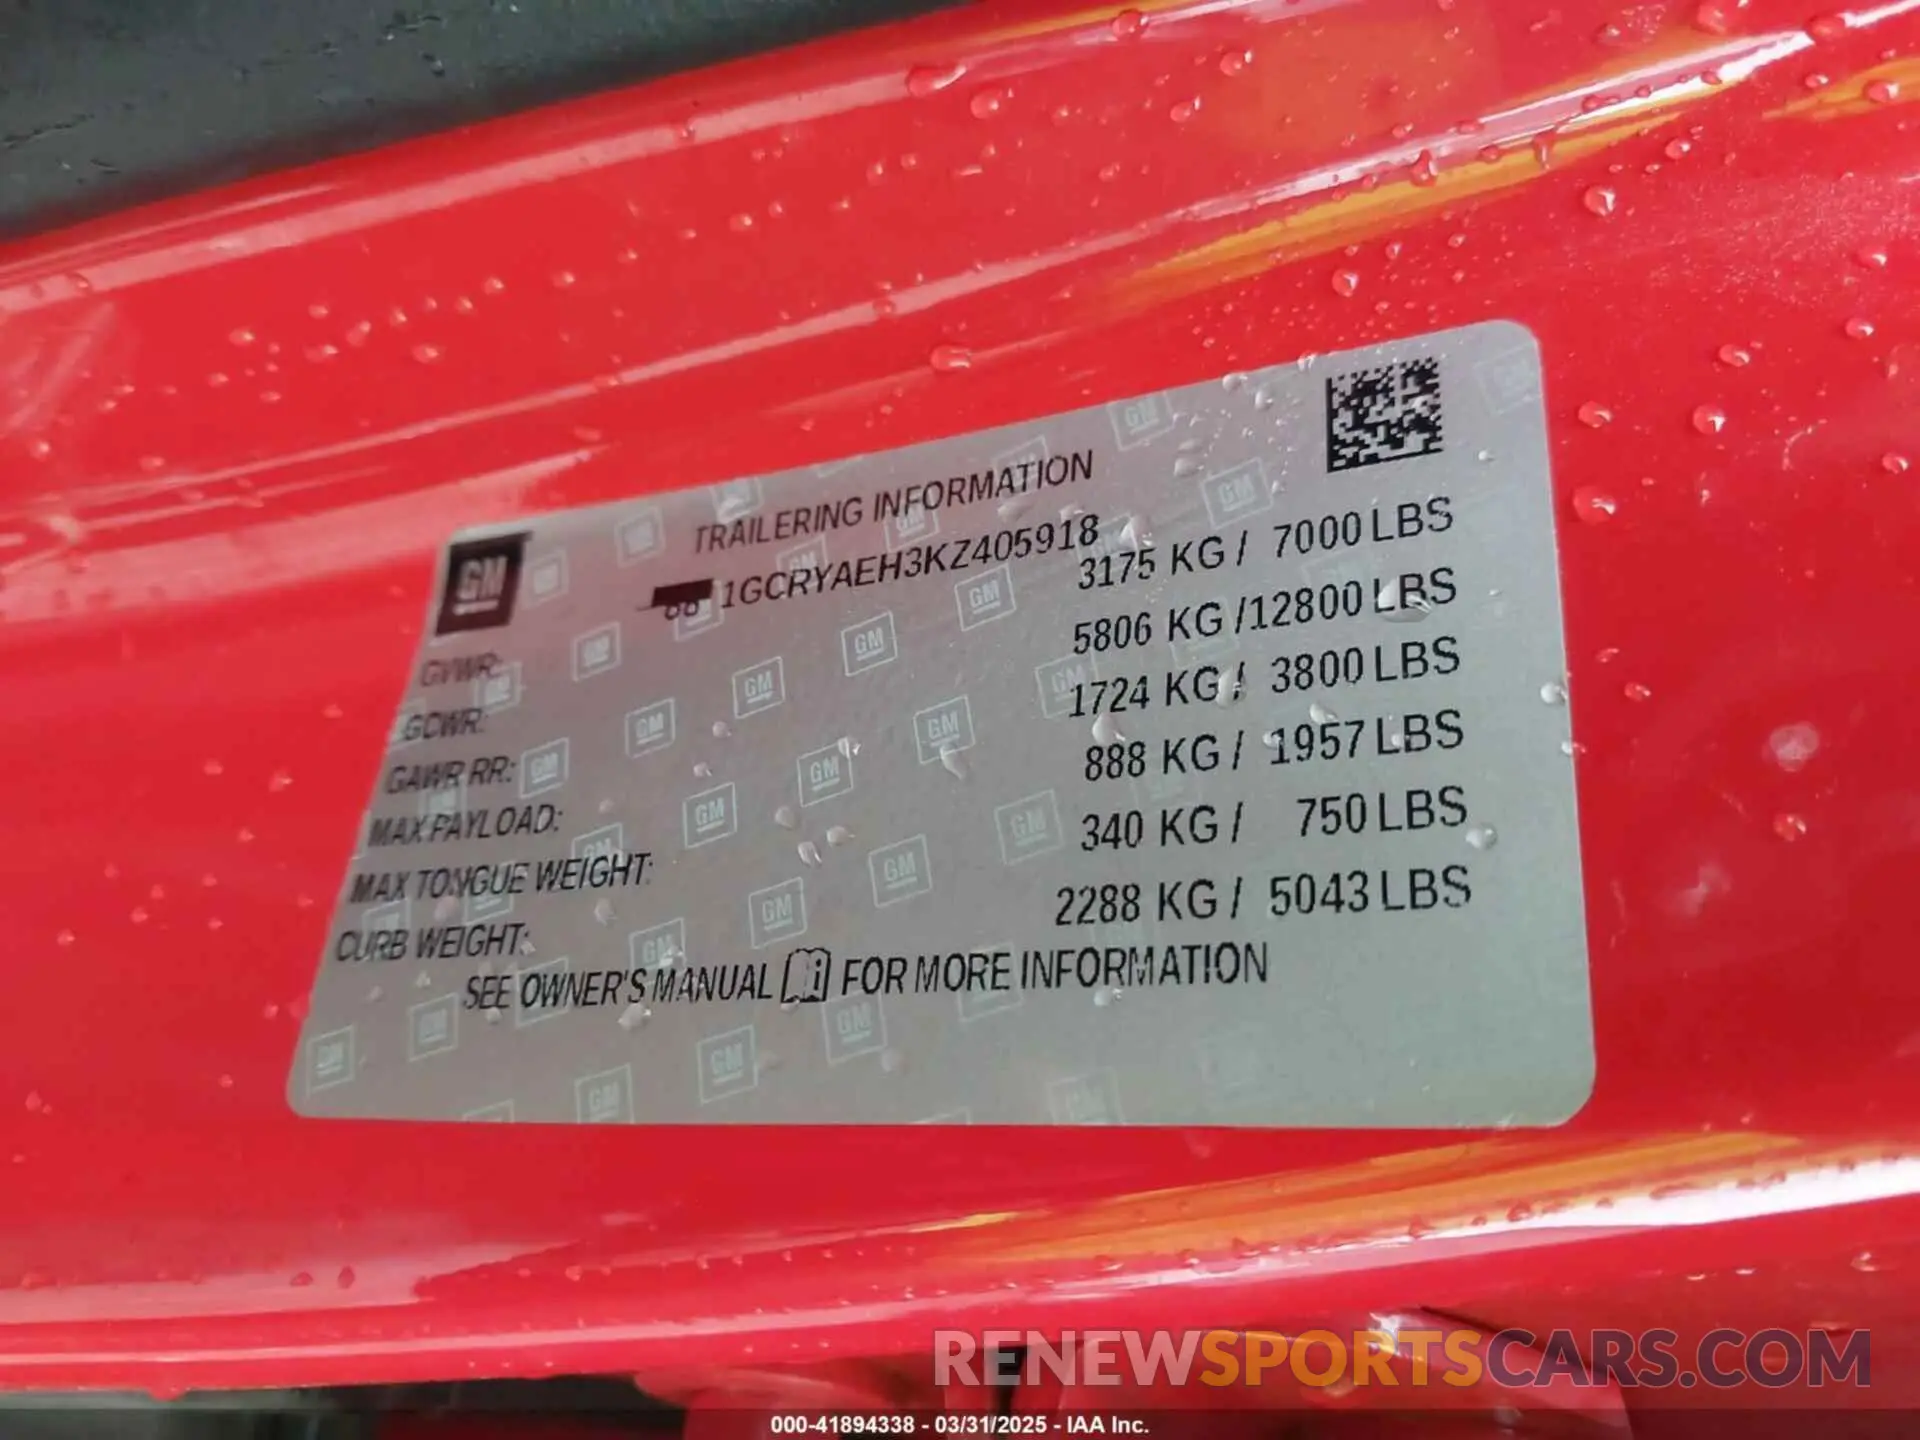 GM
TRAILERING INFORMATION
1GCRYAEH3KZ405918
GVWR: 3175 KG / 7000 LBS
GCWR: 5806 KG /12800 LBS
GAWR RR: 1724 KG / 3800 LBS
MAX PAYLOAD: 888 KG / 1957 LBS
MAX TONGUE WEIGHT: 340 KG / 750 LBS
CURB WEIGHT: 2288 KG / 5043 LBS
SEE OWNER'S MANUAL FOR MORE INFORMATION
RENEWSPORTSCARS.COM
000-41894338 - 03/31/2025 - IAA Inc.